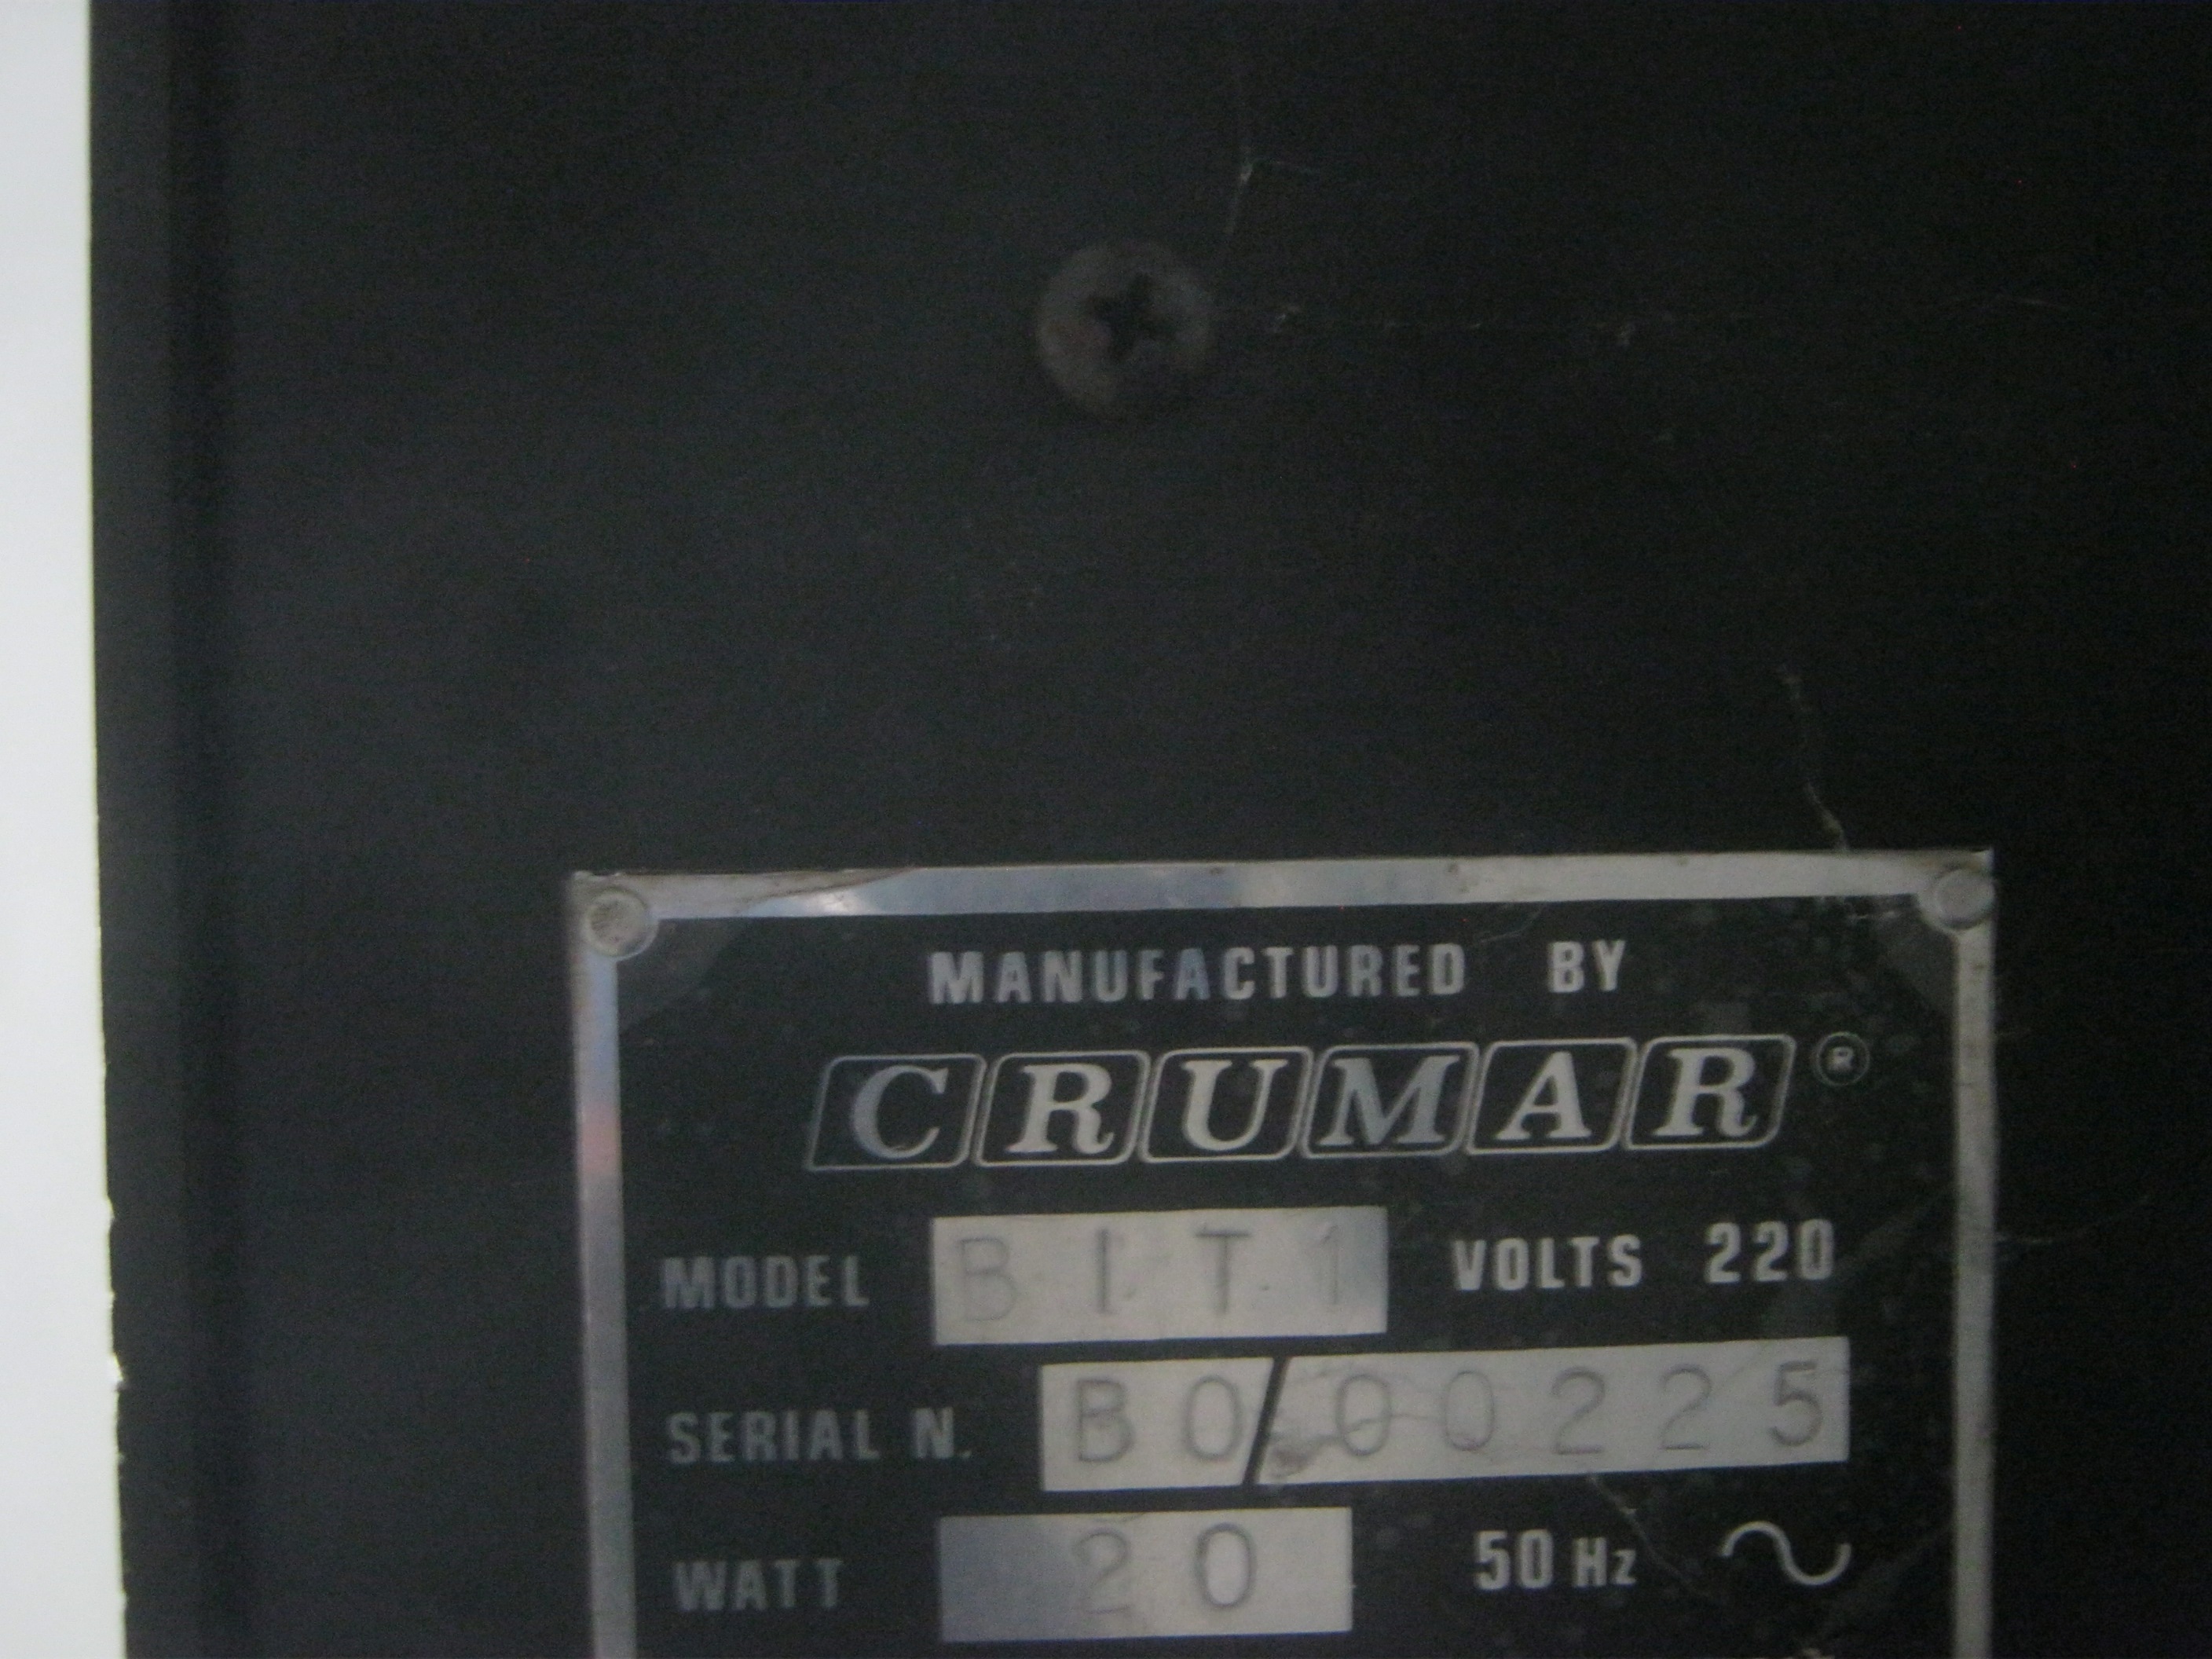 MANUFACTURED BY
CRUMAR ®
MODEL BIT1 VOLTS 220
SERIAL N. B0/00225
WATT 20 50 Hz ∿